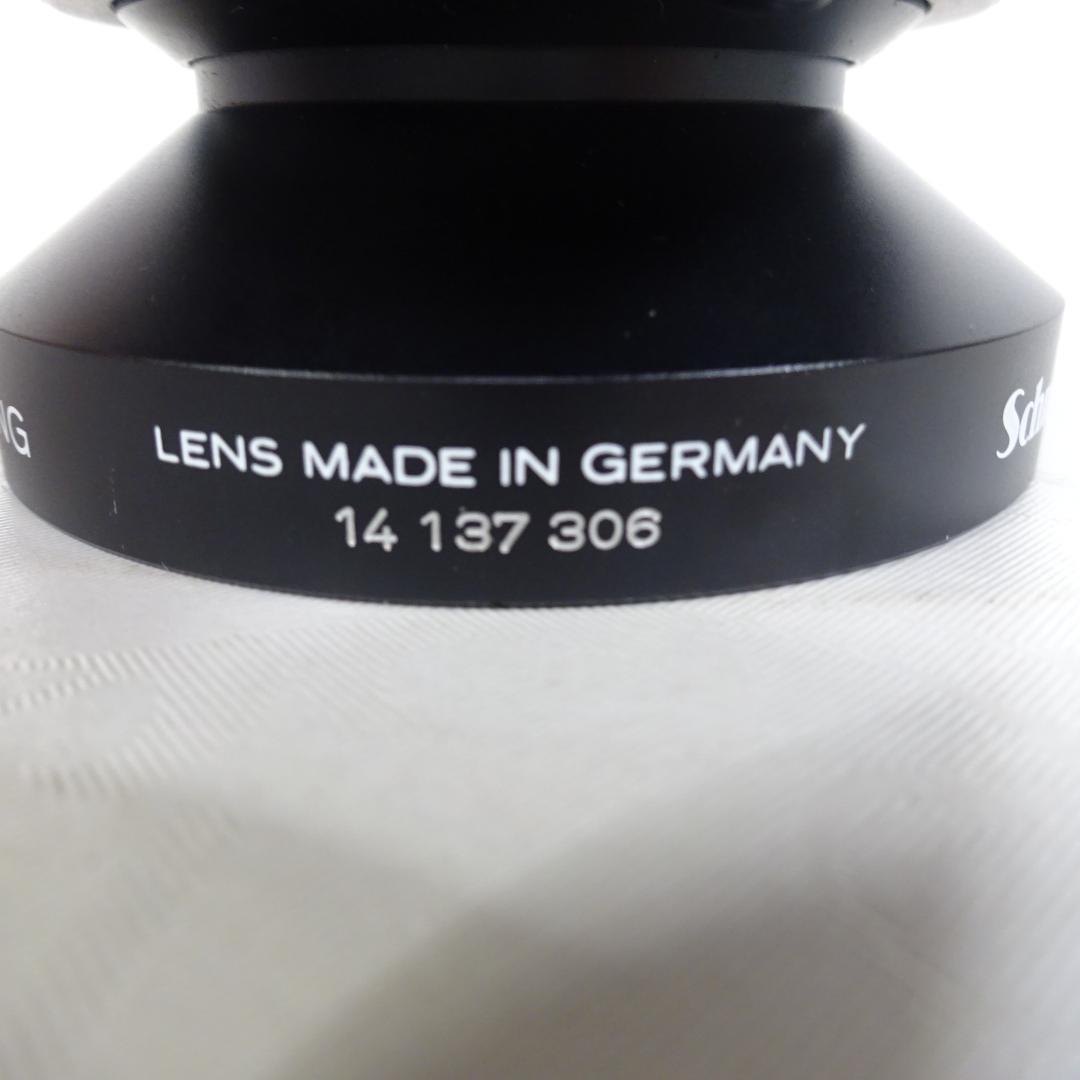 LENS MADE IN GERMANY
14 137 306